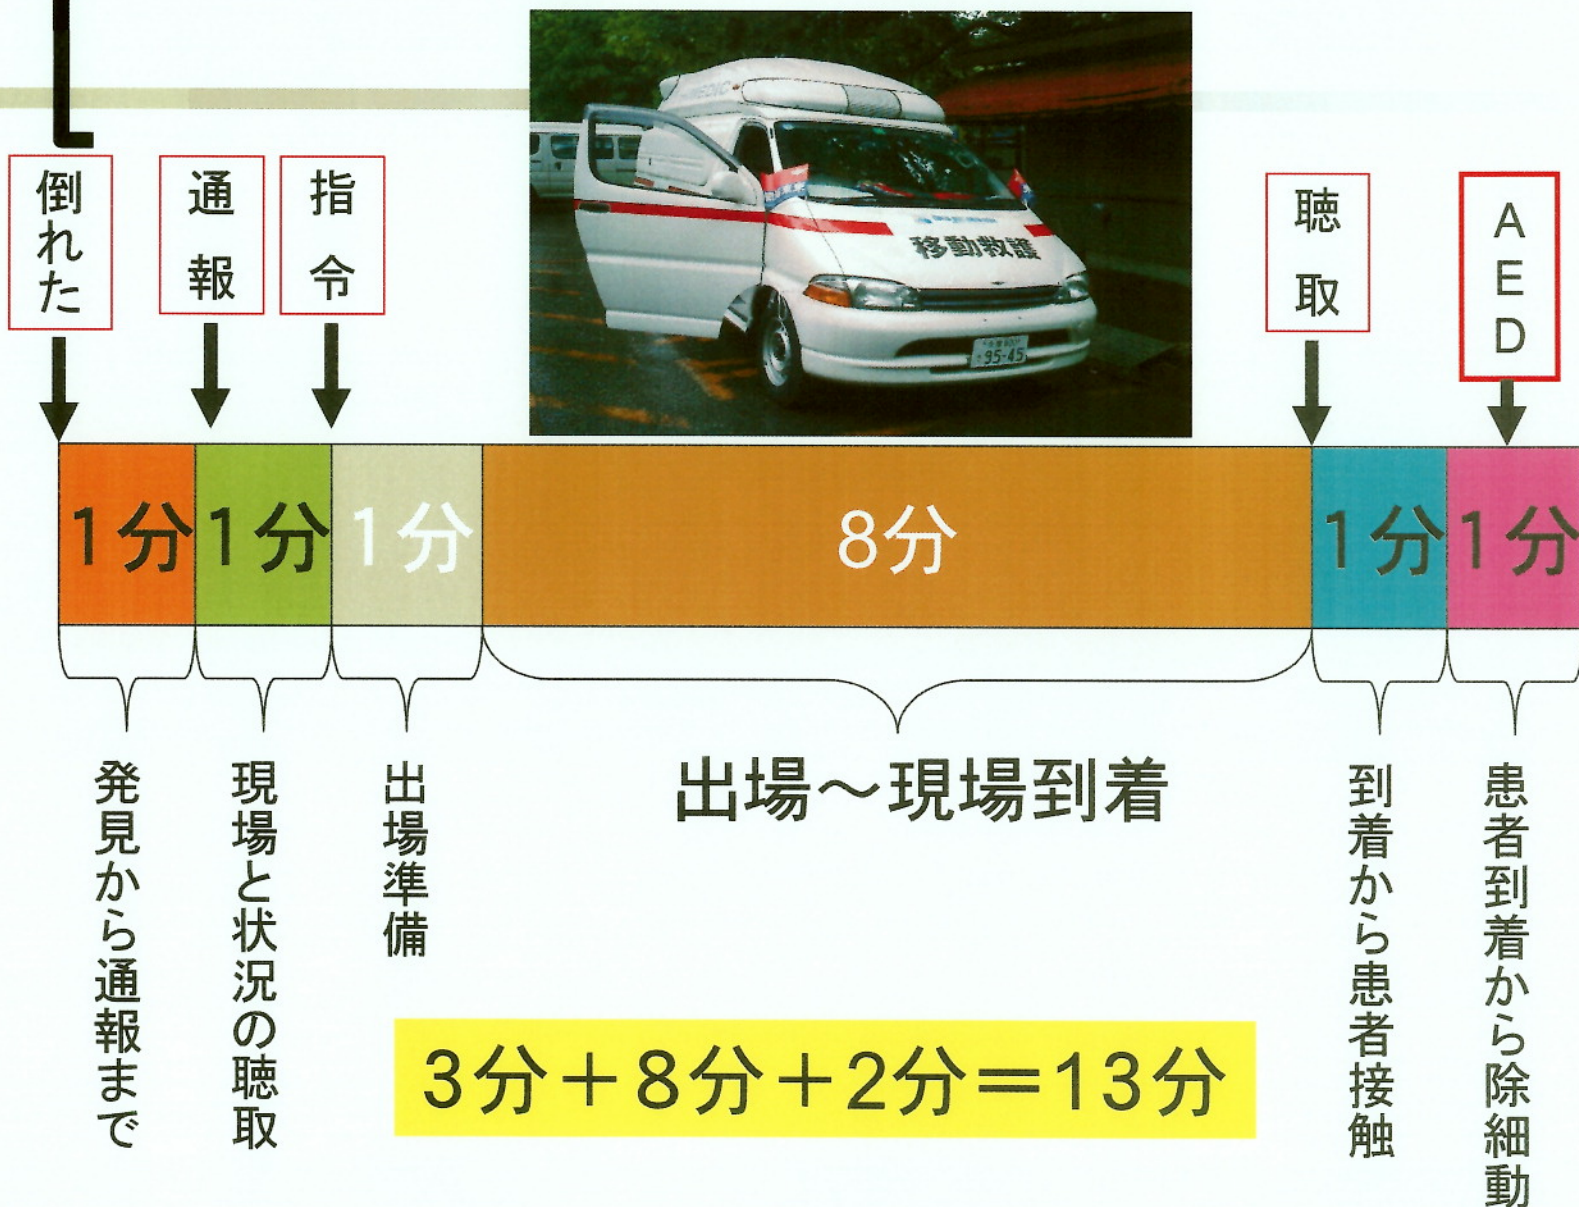 倒れた
通報
指令
聴取
AED
移動救護
95-45
1分
1分
1分
8分
1分
1分
発見から通報まで
現場と状況の聴取
出場準備
出場～現場到着
到着から患者接触
患者到着から除細動
3分＋8分＋2分＝13分